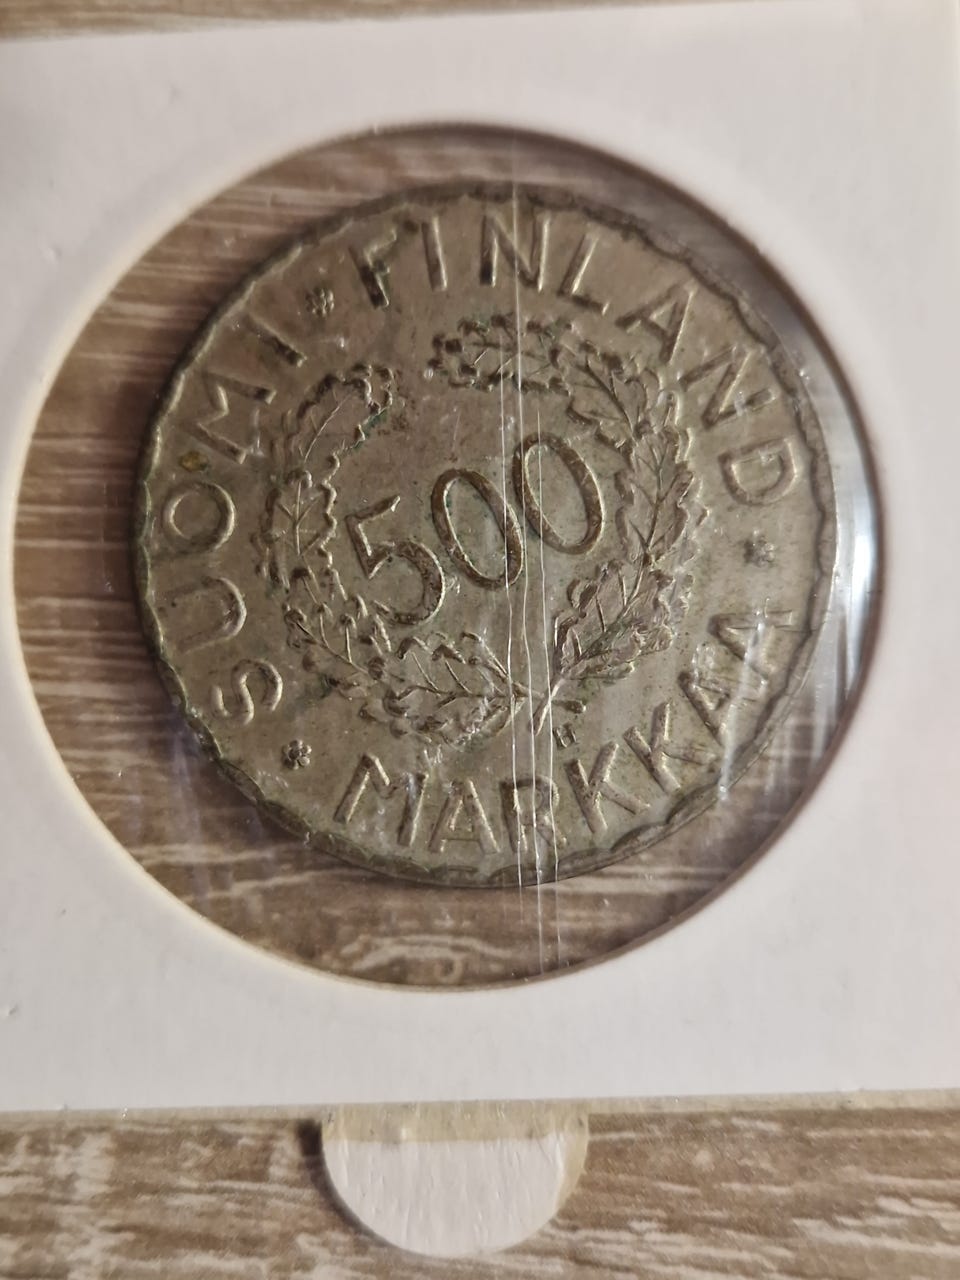 SUOMI
FINLAND
MARKKAA
500
H